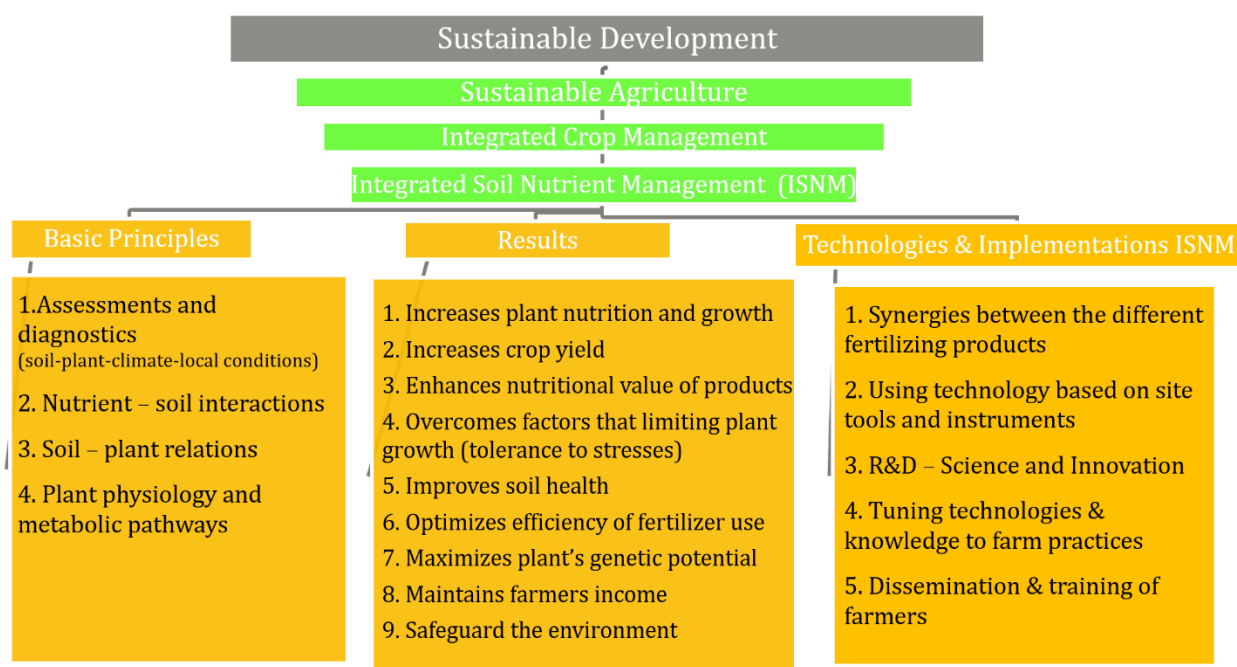 Sustainable Development
Sustainable Agriculture
Integrated Crop Management
Integrated Soil Nutrient Management (ISNM)
Basic Principles
1.Assessments and
diagnostics
(soil-plant-climate-local conditions)
2. Nutrient – soil interactions
3. Soil – plant relations
4. Plant physiology and
metabolic pathways
Results
1. Increases plant nutrition and growth
2. Increases crop yield
3. Enhances nutritional value of products
4. Overcomes factors that limiting plant
growth (tolerance to stresses)
5. Improves soil health
6. Optimizes efficiency of fertilizer use
7. Maximizes plant’s genetic potential
8. Maintains farmers income
9. Safeguard the environment
Technologies & Implementations ISNM
1. Synergies between the different
fertilizing products
2. Using technology based on site
tools and instruments
3. R&D – Science and Innovation
4. Tuning technologies &
knowledge to farm practices
5. Dissemination & training of
farmers